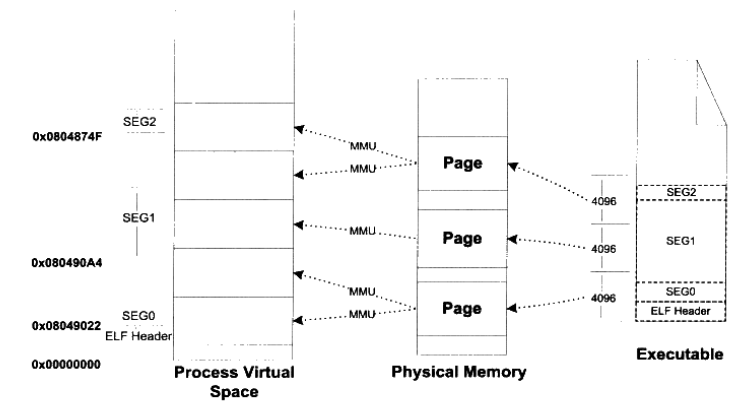 SEG2
0x0804874F
SEG1
0x080490A4
SEG0
0x08049022
ELF Header
0x00000000
Process Virtual
Space
MMU
MMU
MMU
MMU
MMU
Page
Page
Page
Physical Memory
4096
4096
4096
SEG2
SEG1
SEG0
ELF Header
Executable